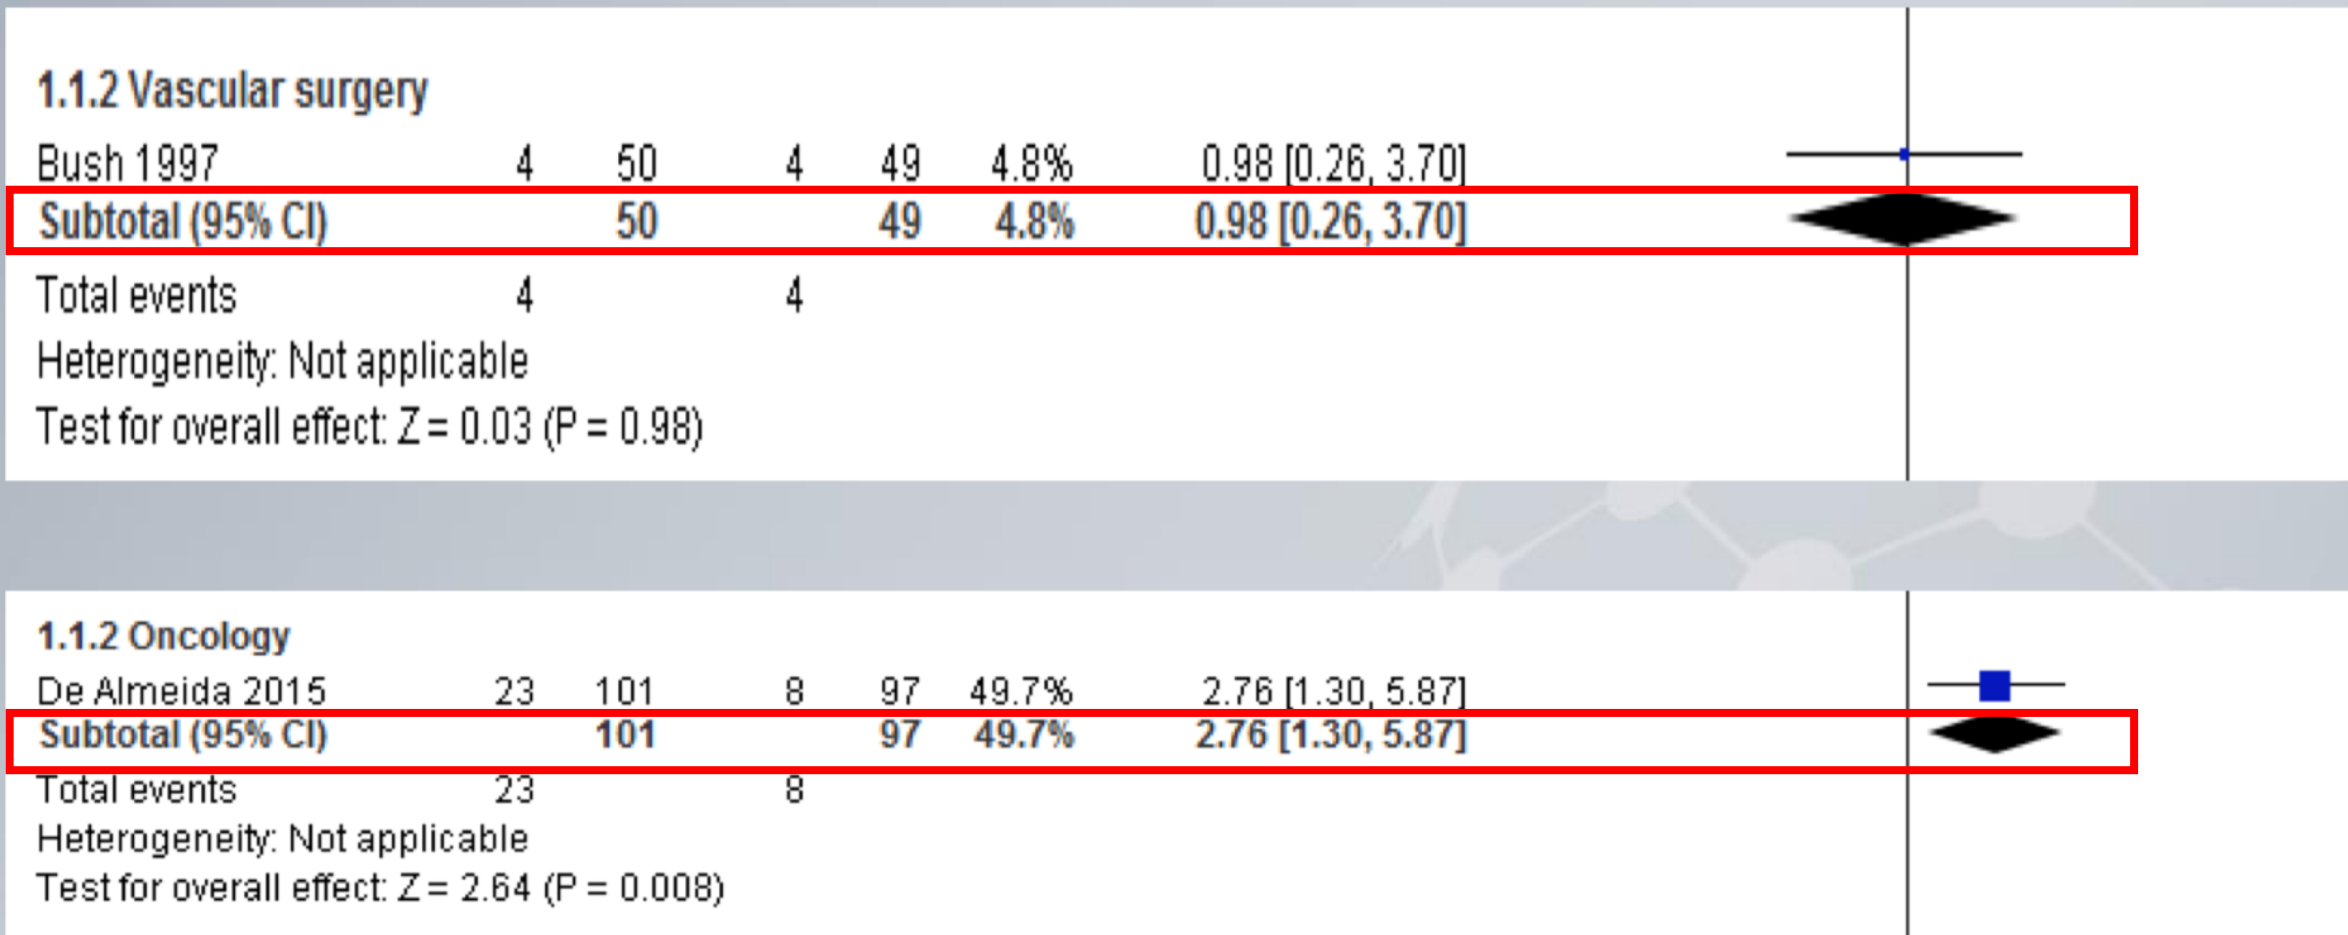 1.1.2 Vascular surgery
Bush 1997 4 50 4 49 4.8% 0.98 [0.26, 3.70]
Subtotal (95% CI) 50 49 4.8% 0.98 [0.26, 3.70]
Total events 4 4
Heterogeneity: Not applicable
Test for overall effect: Z = 0.03 (P = 0.98)
1.1.2 Oncology
De Almeida 2015 23 101 8 97 49.7% 2.76 [1.30, 5.87]
Subtotal (95% CI) 101 97 49.7% 2.76 [1.30, 5.87]
Total events 23 8
Heterogeneity: Not applicable
Test for overall effect: Z = 2.64 (P = 0.008)